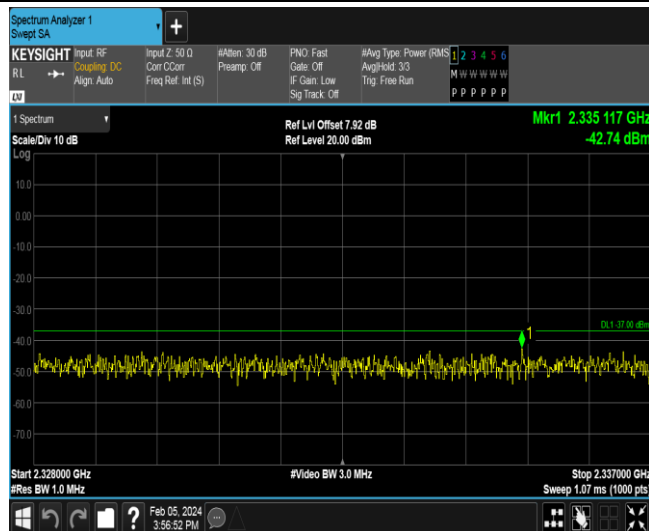 Spectrum Analyzer 1
Swept SA
+
KEYSIGHT Input: RF Input Z: 50 Ω #Atten: 30 dB PNO: Fast #Avg Type: Power (RMS 1 2 3 4 5 6
RL Coupling: DC Corr CCorr Preamp: Off Gate: Off Avg|Hold: 3/3 M W W W W W
Align: Auto Freq Ref: Int (S) IF Gain: Low Trig: Free Run
LXI Sig Track: Off P P P P P P
1 Spectrum Ref Lvl Offset 7.92 dB Mkr1 2.335 117 GHz
Scale/Div 10 dB Ref Level 20.00 dBm -42.74 dBm
Log
10.0
0.00
-10.0
-20.0
-30.0
DL1 -37.00 dBm
1
-40.0
-50.0
-60.0
-70.0
Start 2.328000 GHz #Video BW 3.0 MHz Stop 2.337000 GHz
#Res BW 1.0 MHz Sweep 1.07 ms (1000 pts)
? Feb 05, 2024
3:56:52 PM